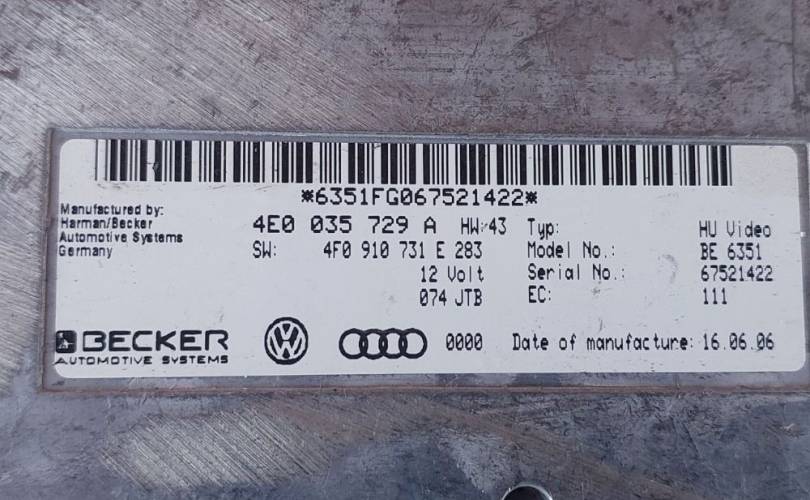 *6351FG067521422*
Manufactured by:
Harman/Becker
Automotive Systems
Germany
4E0 035 729 A HW:43
SW: 4F0 910 731 E 283
12 Volt
074 JTB
Typ: HU Video
Model No.: BE 6351
Serial No.: 67521422
EC: 111
BECKER
AUTOMOTIVE SYSTEMS
0000
Date of manufacture: 16.06.06